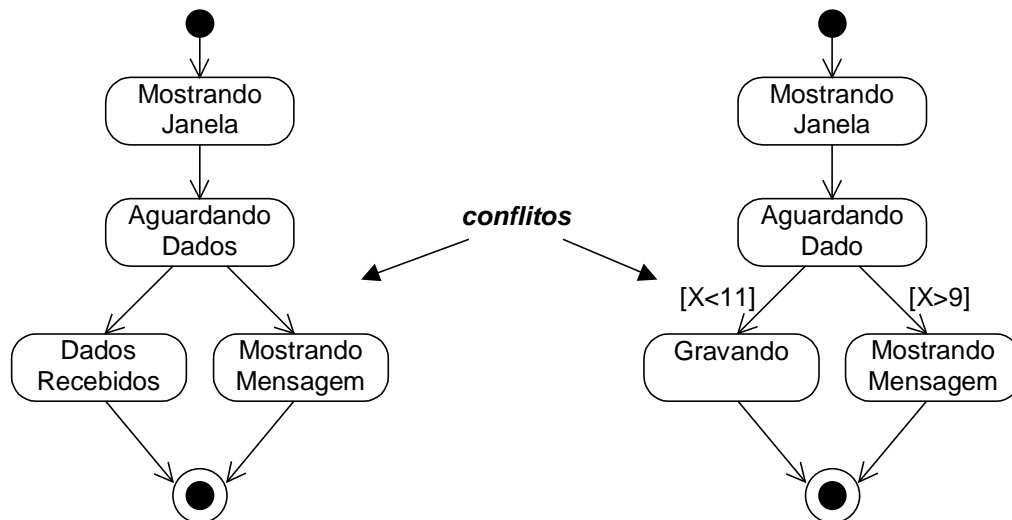 Mostrando
Janela
Aguardando
Dados
Dados
Recebidos
Mostrando
Mensagem
conflitos
Mostrando
Janela
Aguardando
Dado
[X<11]
[X>9]
Gravando
Mostrando
Mensagem